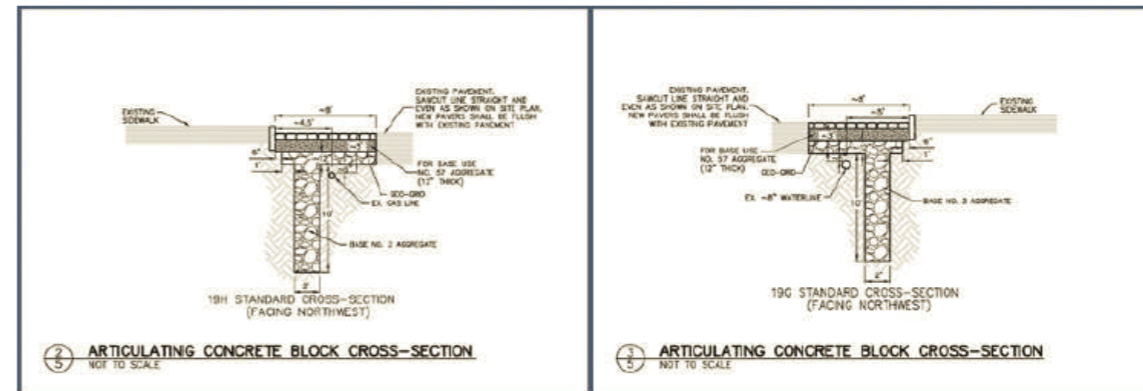 EXISTING
SIDEWALK
~8'
~4.5'
EXISTING PAVEMENT.
SAWCUT LINE STRAIGHT AND
EVEN AS SHOWN ON SITE PLAN.
NEW PAVERS SHALL BE FLUSH
WITH EXISTING PAVEMENT
6"
1'
FOR BASE USE
NO. 57 AGGREGATE
(12" THICK)
GEO-GRID
EX. GAS LINE
10'
BASE NO. 2 AGGREGATE
2'
19H STANDARD CROSS-SECTION
(FACING NORTHWEST)
2
5
ARTICULATING CONCRETE BLOCK CROSS-SECTION
NOT TO SCALE
EXISTING PAVEMENT.
SAWCUT LINE STRAIGHT AND
EVEN AS SHOWN ON SITE PLAN.
NEW PAVERS SHALL BE FLUSH
WITH EXISTING PAVEMENT
~8'
EXISTING
SIDEWALK
~3'
6"
1'
FOR BASE USE
NO. 57 AGGREGATE
(12" THICK)
GEO-GRID
EX. ~8" WATERLINE
10'
AGGREGATE
2'
19G STANDARD CROSS-SECTION
(FACING NORTHWEST)
3
5
ARTICULATING CONCRETE BLOCK CROSS-SECTION
NOT TO SCALE